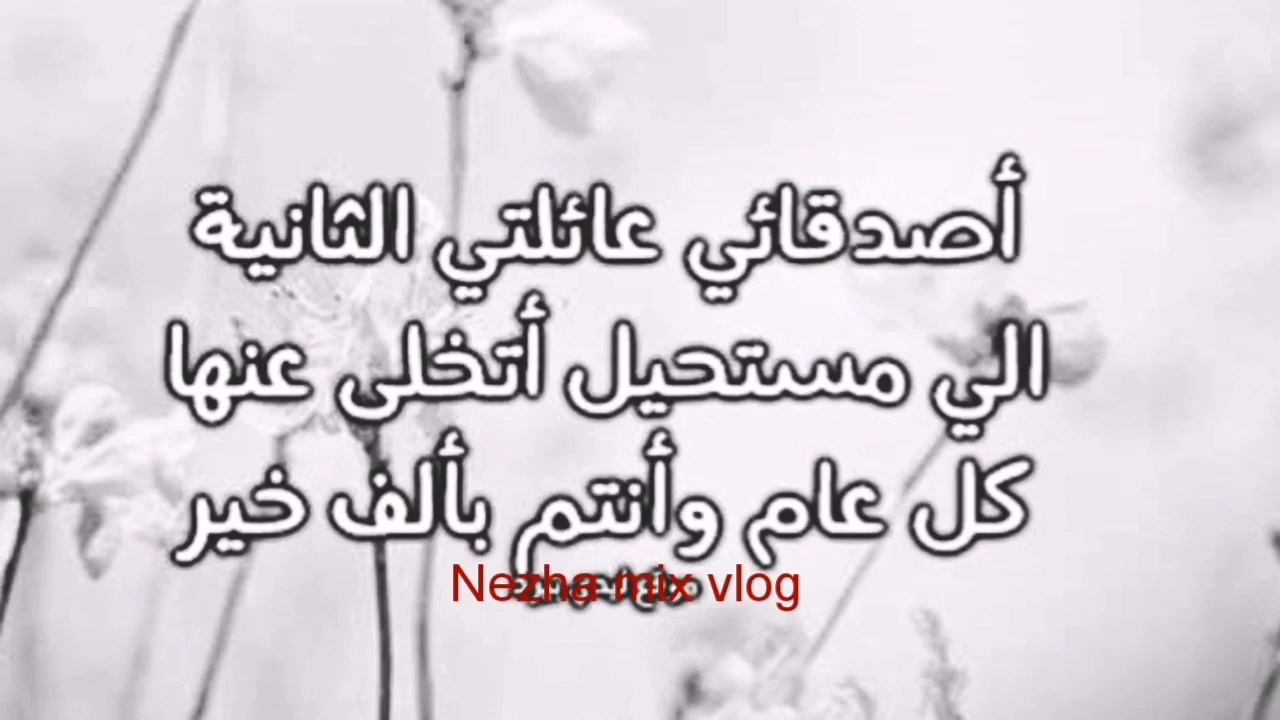 أصدقائي عائلتي الثانية
الي مستحيل أتخلى عنها
كل عام وأنتم بألف خير
Nezha mix vlog